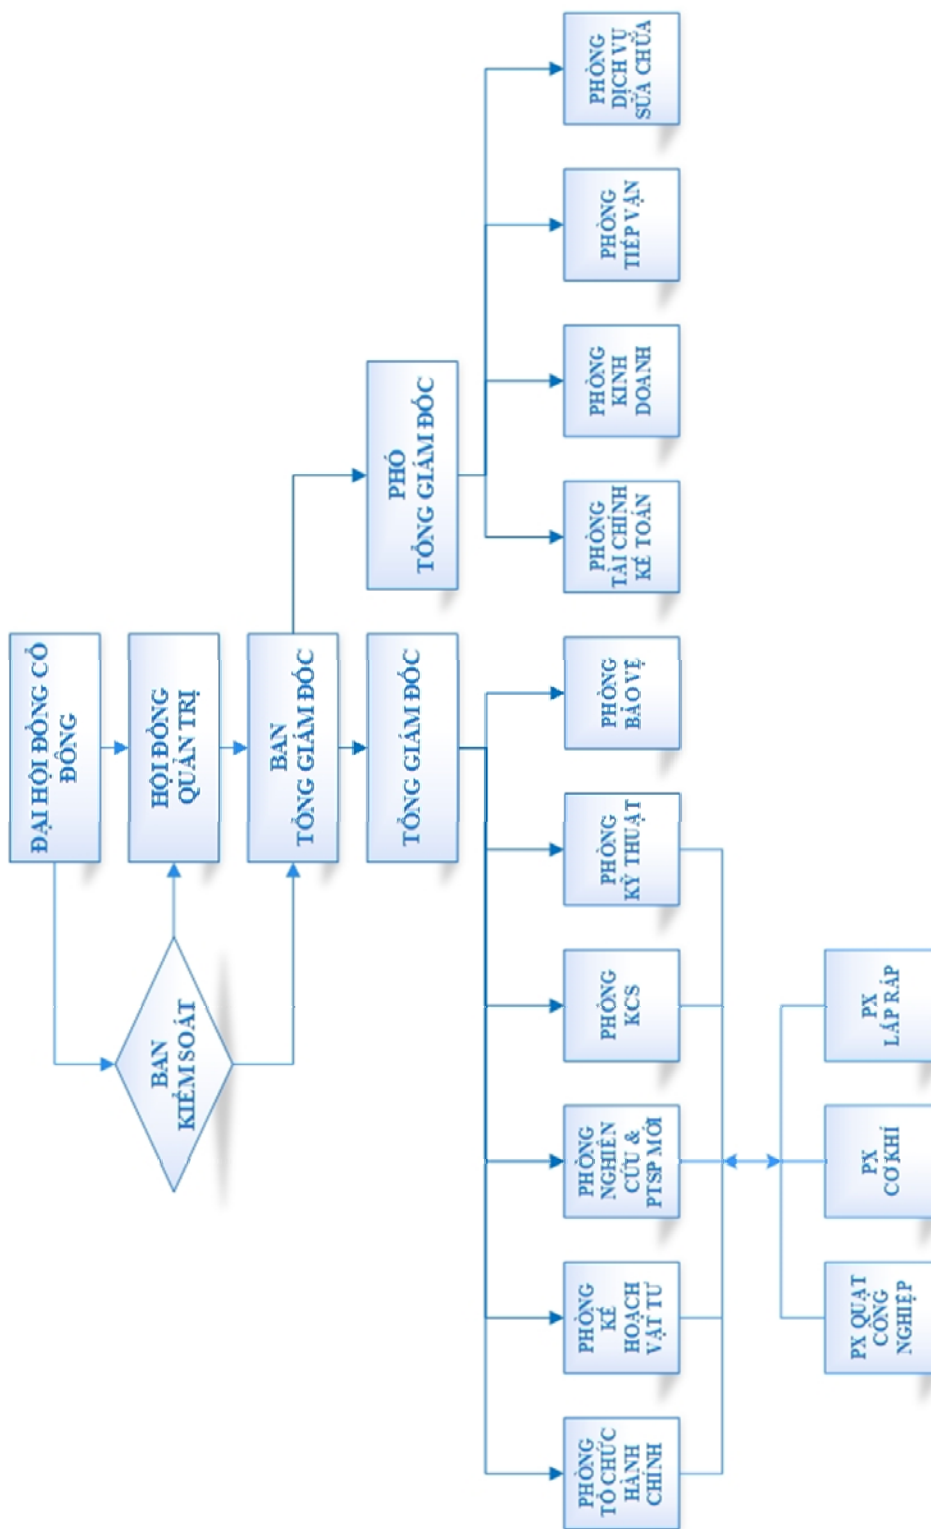 ĐẠI HỘI ĐỒNG CỔ
ĐÔNG
BAN
KIỂM SOÁT
HỘI ĐỒNG
QUẢN TRỊ
BAN
TỔNG GIÁM ĐỐC
TỔNG GIÁM ĐỐC
PHÓ
TỔNG GIÁM ĐỐC
PHÒNG
TỔ CHỨC
HÀNH
CHÍNH
PHÒNG
KẾ
HOẠCH
VẬT TƯ
PHÒNG
NGHIÊN
CỨU &
PTSP MỚI
PHÒNG
KCS
PHÒNG
KỸ THUẬT
PHÒNG
BẢO VỆ
PHÒNG
TÀI CHÍNH
KẾ TOÁN
PHÒNG
KINH
DOANH
PHÒNG
TIẾP VẬN
PHÒNG
DỊCH VỤ
SỬA CHỮA
PX QUẠT
CÔNG
NGHIỆP
PX
CƠ KHÍ
PX
LẮP RÁP